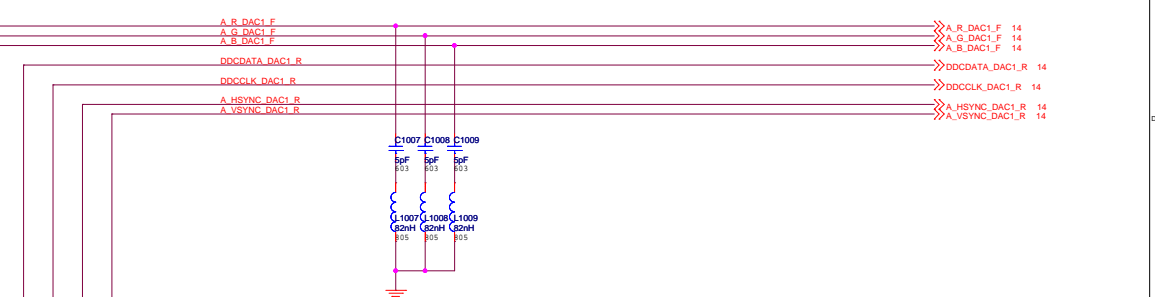 A_R_DAC1_F
A_G_DAC1_F
A_B_DAC1_F
DDCDATA_DAC1_R
DDCCLK_DAC1_R
A_HSYNC_DAC1_R
A_VSYNC_DAC1_R
A_R_DAC1_F 14
A_G_DAC1_F 14
A_B_DAC1_F 14
DDCDATA_DAC1_R 14
DDCCLK_DAC1_R 14
A_HSYNC_DAC1_R 14
A_VSYNC_DAC1_R 14
C1007 C1008 C1009
5pF 5pF 5pF
603 603 603
L1007 L1008 L1009
82nH 82nH 82nH
805 805 805